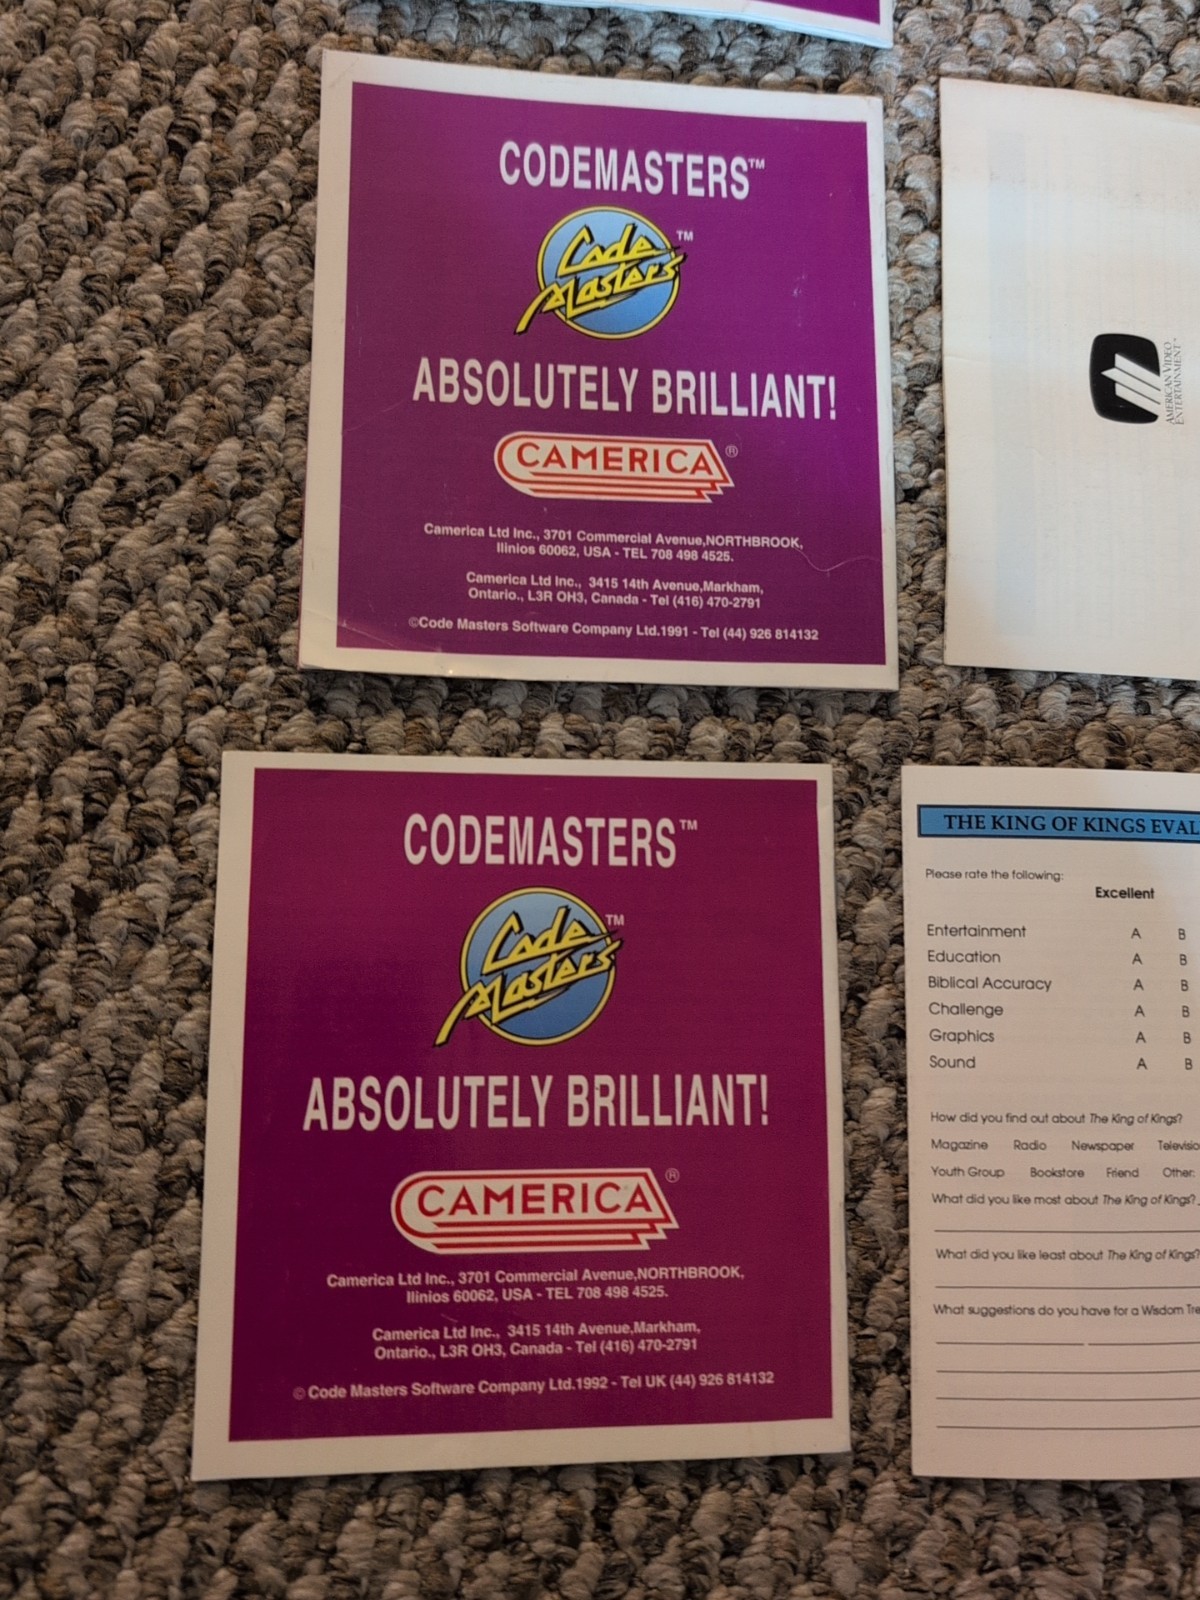 CODEMASTERS™
Code Masters™
ABSOLUTELY BRILLIANT!
CAMERICA®
Camerica Ltd Inc., 3701 Commercial Avenue,NORTHBROOK,
Ilinios 60062, USA - TEL 708 498 4525.
Camerica Ltd Inc., 3415 14th Avenue,Markham,
Ontario., L3R OH3, Canada - Tel (416) 470-2791
©Code Masters Software Company Ltd.1991 - Tel (44) 926 814132
AMERICAN VIDEO
ENTERTAINMENT
CODEMASTERS™
Code Masters™
ABSOLUTELY BRILLIANT!
CAMERICA®
Camerica Ltd Inc., 3701 Commercial Avenue,NORTHBROOK,
Ilinios 60062, USA - TEL 708 498 4525.
Camerica Ltd Inc., 3415 14th Avenue,Markham,
Ontario., L3R OH3, Canada - Tel (416) 470-2791
© Code Masters Software Company Ltd.1992 - Tel UK (44) 926 814132
THE KING OF KINGS EVAL
Please rate the following:
Excellent
Entertainment A B
Education A B
Biblical Accuracy A B
Challenge A B
Graphics A B
Sound A B
How did you find out about The King of Kings?
Magazine Radio Newspaper Televisio
Youth Group Bookstore Friend Other:
What did you like most about The King of Kings?
What did you like least about The King of Kings?
What suggestions do you have for a Wisdom Tre